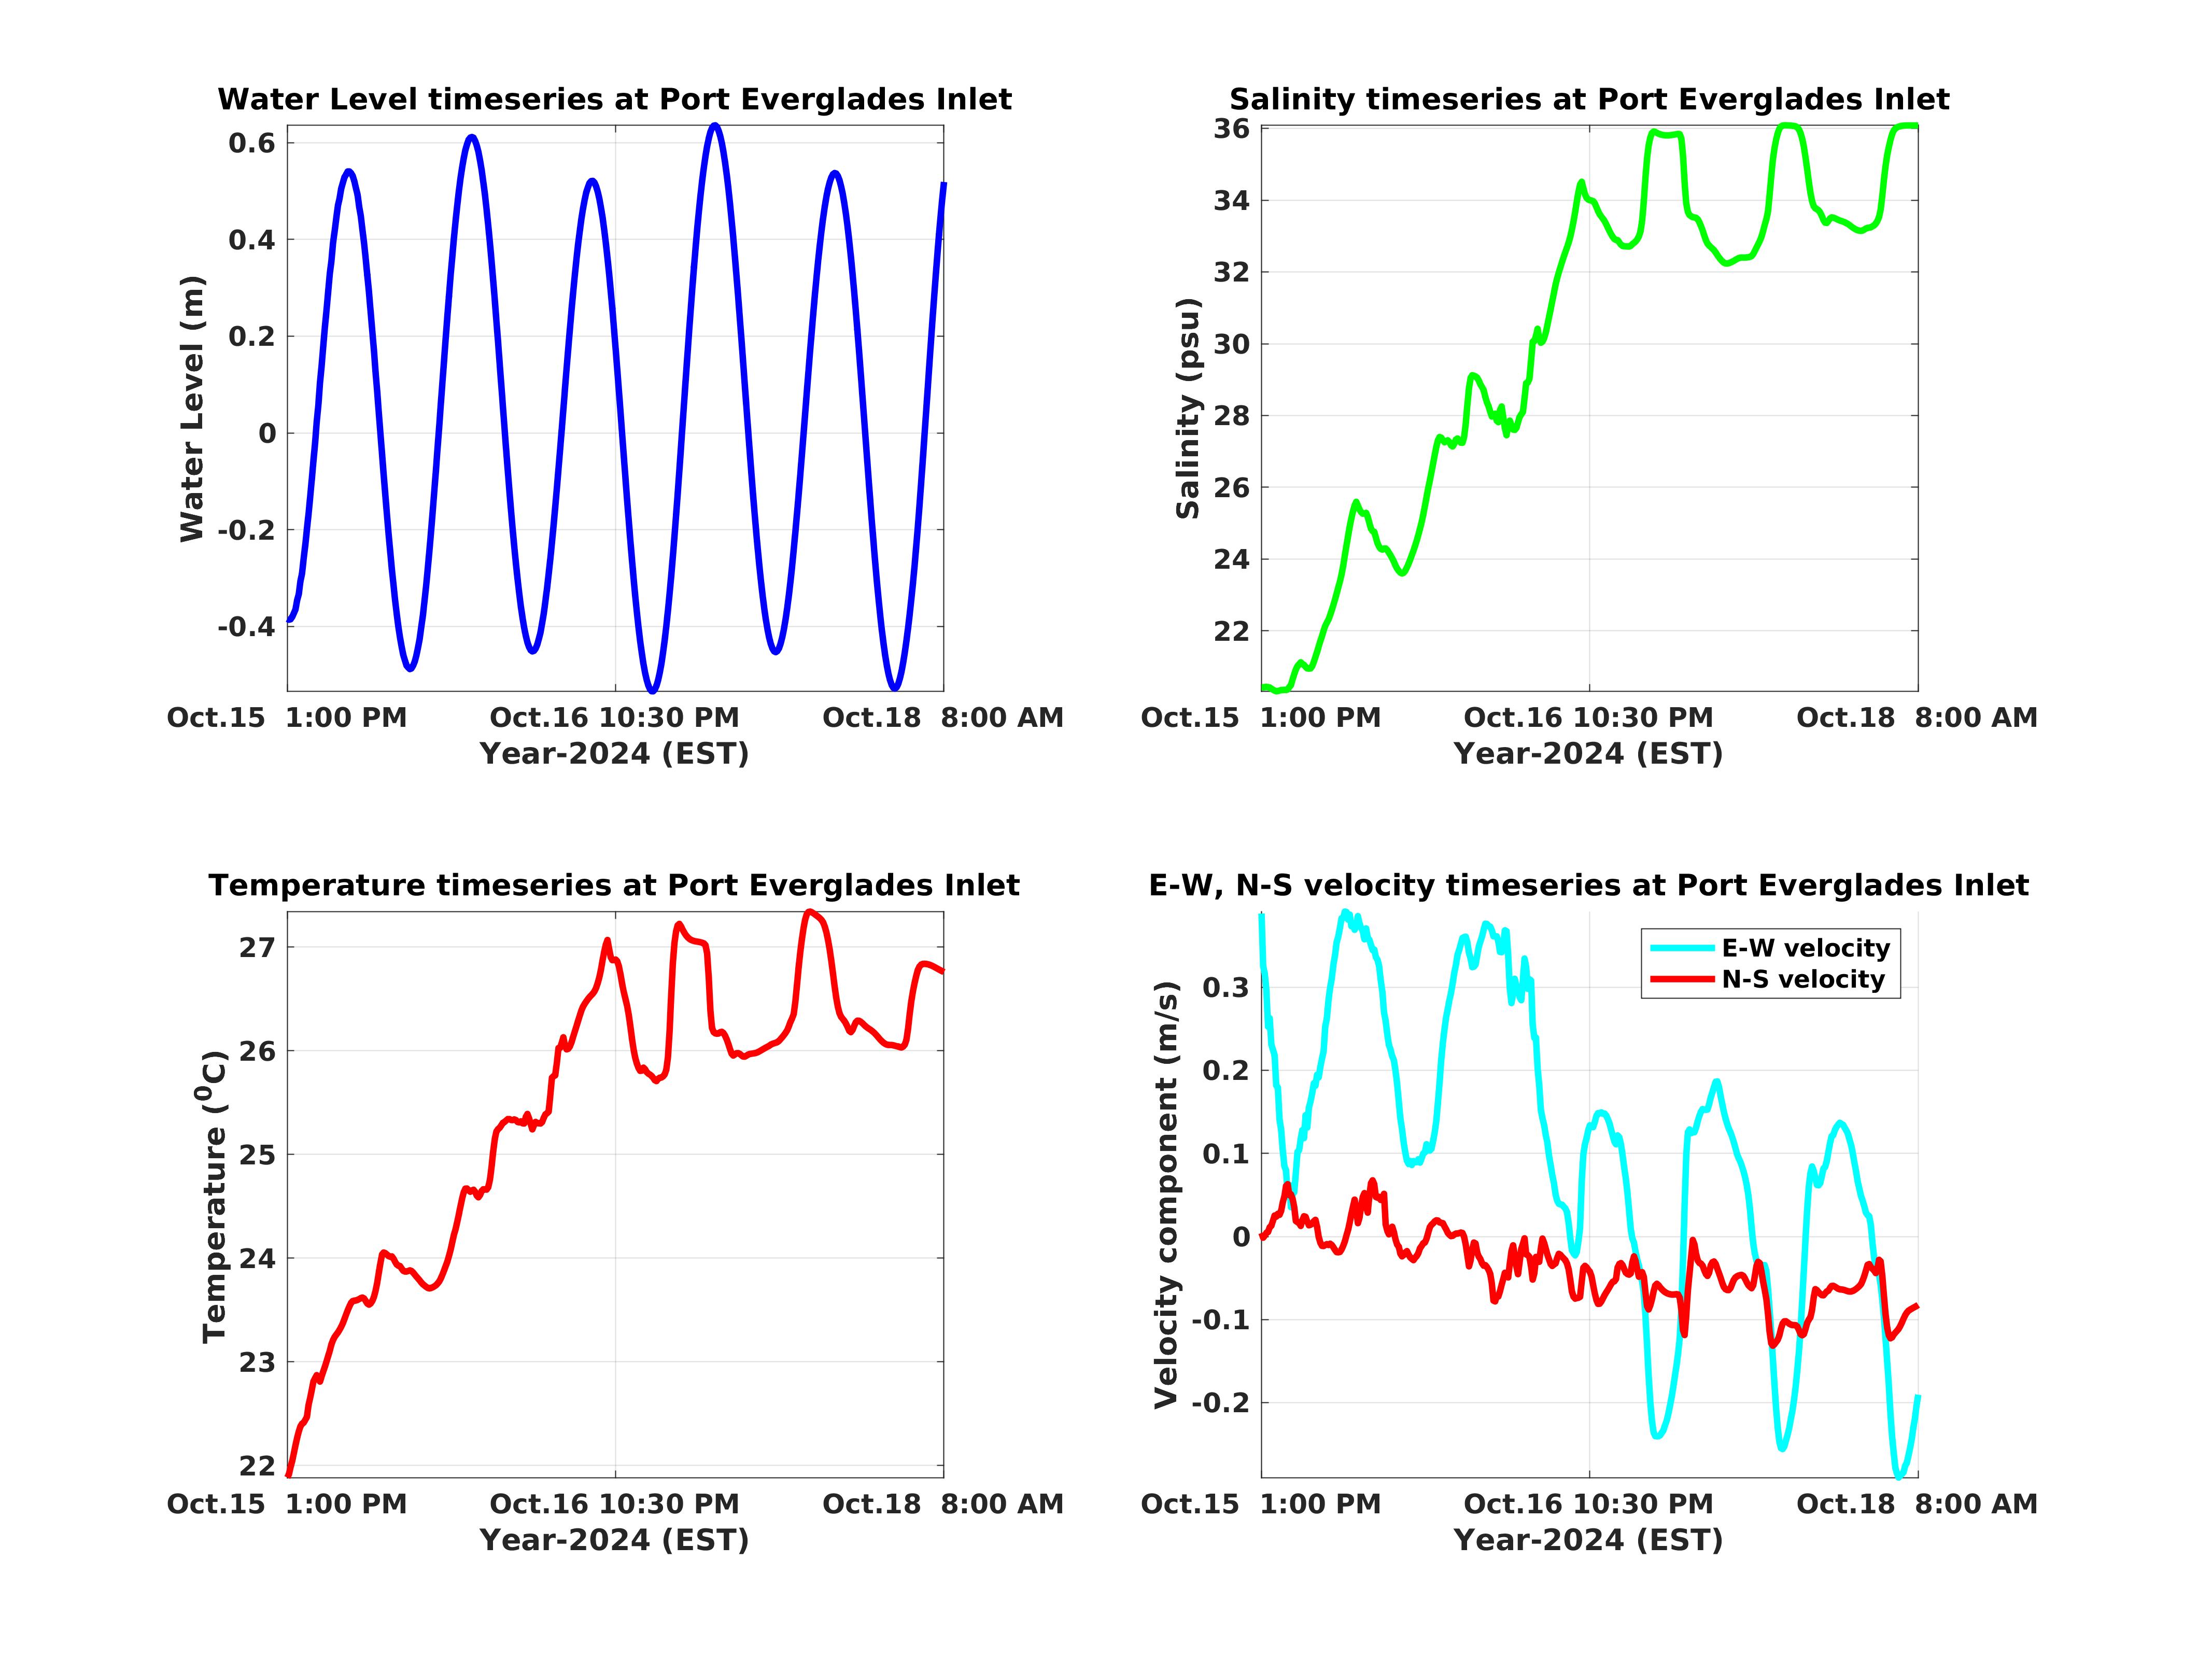 Water Level timeseries at Port Everglades Inlet
0.6
0.4
0.2
0
-0.2
-0.4
Water Level (m)
Oct.15 1:00 PM Oct.16 10:30 PM Oct.18 8:00 AM
Year-2024 (EST)
Salinity timeseries at Port Everglades Inlet
36
34
32
30
28
26
24
22
Salinity (psu)
Oct.15 1:00 PM Oct.16 10:30 PM Oct.18 8:00 AM
Year-2024 (EST)
Temperature timeseries at Port Everglades Inlet
27
26
25
24
23
22
Temperature (⁰C)
Oct.15 1:00 PM Oct.16 10:30 PM Oct.18 8:00 AM
Year-2024 (EST)
E-W, N-S velocity timeseries at Port Everglades Inlet
E-W velocity
N-S velocity
0.3
0.2
0.1
0
-0.1
-0.2
Velocity component (m/s)
Oct.15 1:00 PM Oct.16 10:30 PM Oct.18 8:00 AM
Year-2024 (EST)